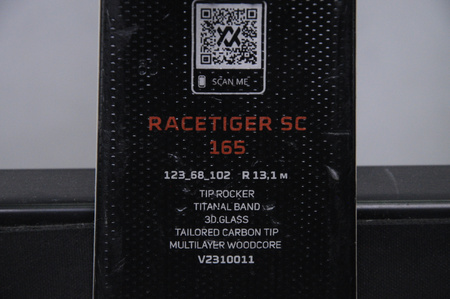 SCAN ME
RACETIGER SC
165
123_68_102 R 13,1 M
TIP ROCKER
TITANAL BAND
3D.GLASS
TAILORED CARBON TIP
MULTILAYER WOODCORE
V2310011